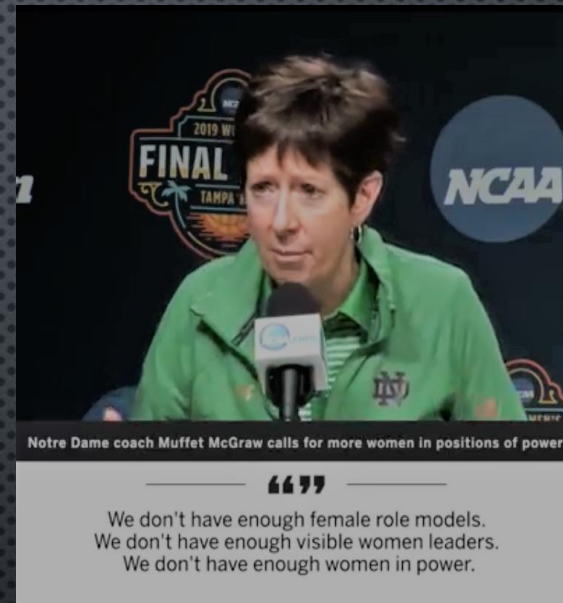 2019 W
FINAL
TAMPA
NCAA
ND
Notre Dame coach Muffet McGraw calls for more women in positions of power
We don't have enough female role models.
We don't have enough visible women leaders.
We don't have enough women in power.